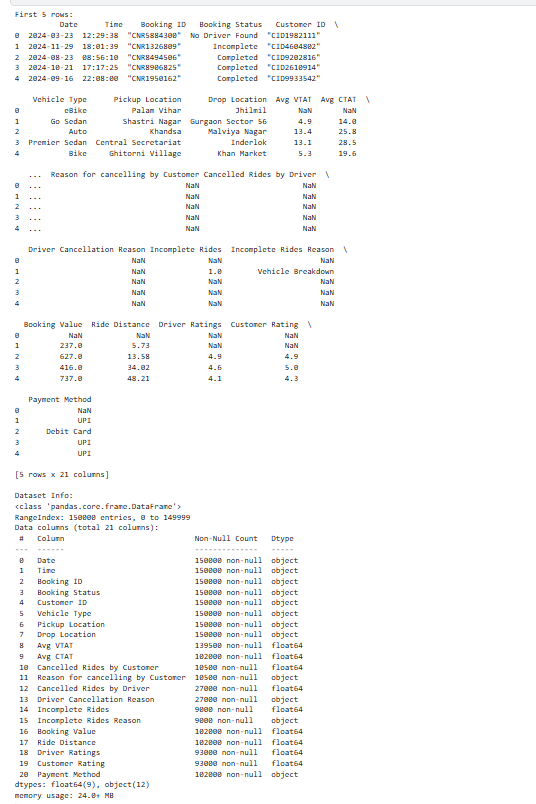 First 5 rows:
Date Time Booking ID Booking Status Customer ID \
0 2024-03-23 12:29:38 "CNR5884300" No Driver Found "CID1982111"
1 2024-11-29 18:01:39 "CNR1326809" Incomplete "CID4604802"
2 2024-08-23 08:56:10 "CNR8494506" Completed "CID9202816"
3 2024-10-21 17:17:25 "CNR8906825" Completed "CID2610914"
4 2024-09-16 22:08:00 "CNR1950162" Completed "CID9933542"
Vehicle Type Pickup Location Drop Location Avg VTAT Avg CTAT \
0 eBike Palam Vihar Jhilmil NaN NaN
1 Go Sedan Shastri Nagar Gurgaon Sector 56 4.9 14.0
2 Auto Khandsa Malviya Nagar 13.4 25.8
3 Premier Sedan Central Secretariat Inderlok 13.1 28.5
4 Bike Ghitorni Village Khan Market 5.3 19.6
... Reason for cancelling by Customer Cancelled Rides by Driver \
0 ... NaN NaN
1 ... NaN NaN
2 ... NaN NaN
3 ... NaN NaN
4 ... NaN NaN
Driver Cancellation Reason Incomplete Rides Incomplete Rides Reason \
0 NaN NaN NaN
1 NaN 1.0 Vehicle Breakdown
2 NaN NaN NaN
3 NaN NaN NaN
4 NaN NaN NaN
Booking Value Ride Distance Driver Ratings Customer Rating \
0 NaN NaN NaN NaN
1 237.0 5.73 NaN NaN
2 627.0 13.58 4.9 4.9
3 416.0 34.02 4.6 5.0
4 737.0 48.21 4.1 4.3
Payment Method
0 NaN
1 UPI
2 Debit Card
3 UPI
4 UPI
[5 rows x 21 columns]
Dataset Info:
<class 'pandas.core.frame.DataFrame'>
RangeIndex: 150000 entries, 0 to 149999
Data columns (total 21 columns):
# Column Non-Null Count Dtype
--- ------ -------------- -----
0 Date 150000 non-null object
1 Time 150000 non-null object
2 Booking ID 150000 non-null object
3 Booking Status 150000 non-null object
4 Customer ID 150000 non-null object
5 Vehicle Type 150000 non-null object
6 Pickup Location 150000 non-null object
7 Drop Location 150000 non-null object
8 Avg VTAT 139500 non-null float64
9 Avg CTAT 102000 non-null float64
10 Cancelled Rides by Customer 10500 non-null float64
11 Reason for cancelling by Customer 10500 non-null object
12 Cancelled Rides by Driver 27000 non-null float64
13 Driver Cancellation Reason 27000 non-null object
14 Incomplete Rides 9000 non-null float64
15 Incomplete Rides Reason 9000 non-null object
16 Booking Value 102000 non-null float64
17 Ride Distance 102000 non-null float64
18 Driver Ratings 93000 non-null float64
19 Customer Rating 93000 non-null float64
20 Payment Method 102000 non-null object
dtypes: float64(9), object(12)
memory usage: 24.0+ MB